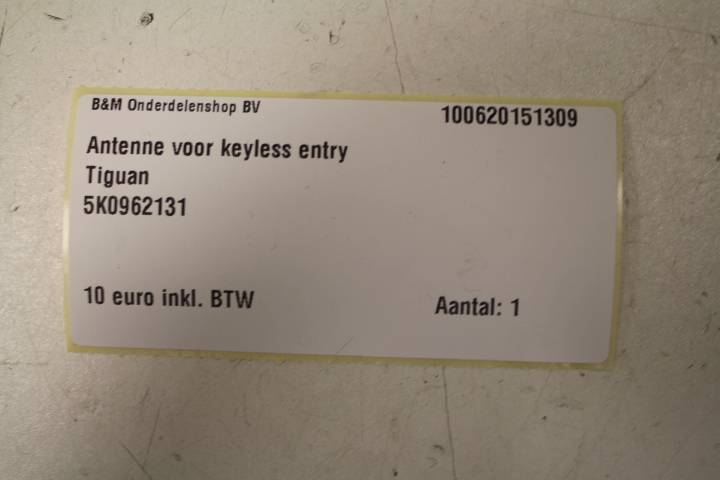 B&M Onderdelenshop BV
100620151309
Antenne voor keyless entry
Tiguan
5K0962131
10 euro inkl. BTW
Aantal: 1